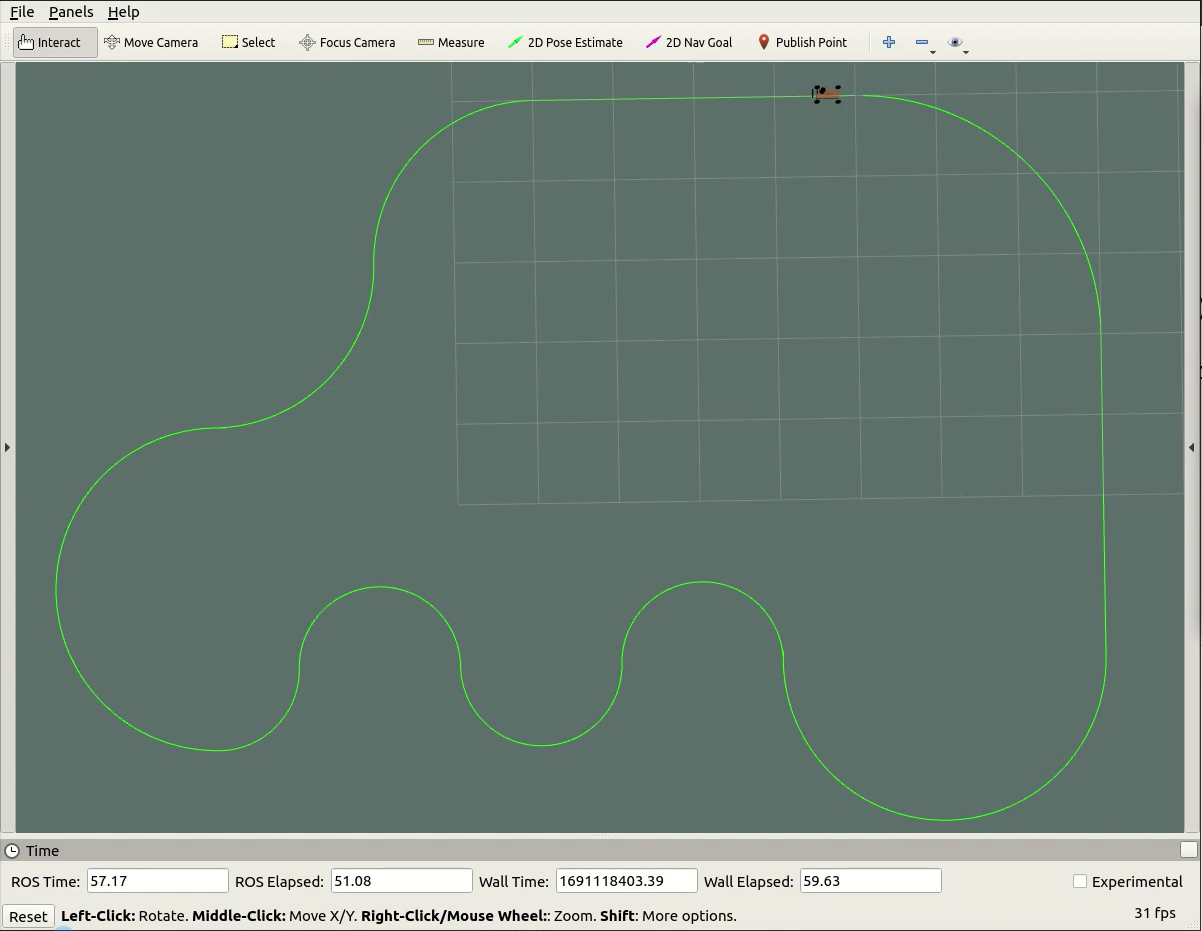 File Panels Help
Interact Move Camera Select Focus Camera Measure 2D Pose Estimate 2D Nav Goal Publish Point
Time
ROS Time: 57.17 ROS Elapsed: 51.08 Wall Time: 1691118403.39 Wall Elapsed: 59.63 Experimental
Reset Left-Click: Rotate. Middle-Click: Move X/Y. Right-Click/Mouse Wheel:: Zoom. Shift: More options. 31 fps